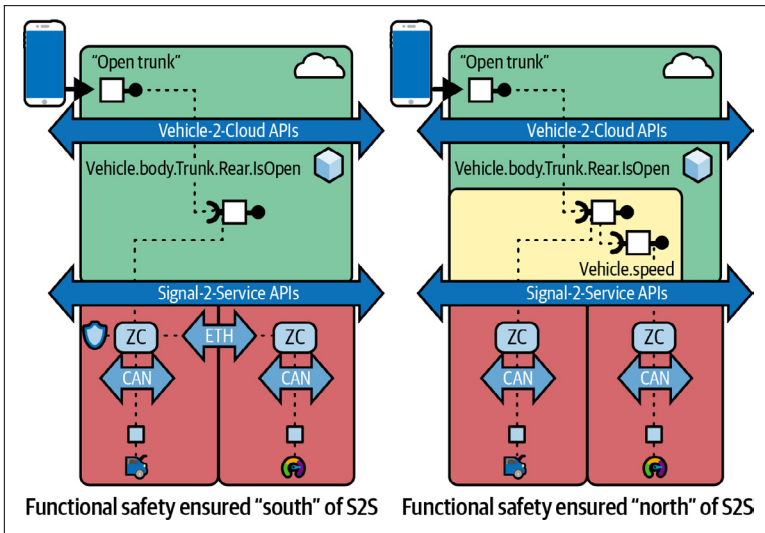 “Open trunk”
Vehicle-2-Cloud APIs
Vehicle.body.Trunk.Rear.IsOpen
Signal-2-Service APIs
ZC
ETH
ZC
CAN
CAN
Functional safety ensured “south” of S2S
“Open trunk”
Vehicle-2-Cloud APIs
Vehicle.body.Trunk.Rear.IsOpen
Vehicle.speed
Signal-2-Service APIs
ZC
ZC
CAN
CAN
Functional safety ensured “north” of S2S